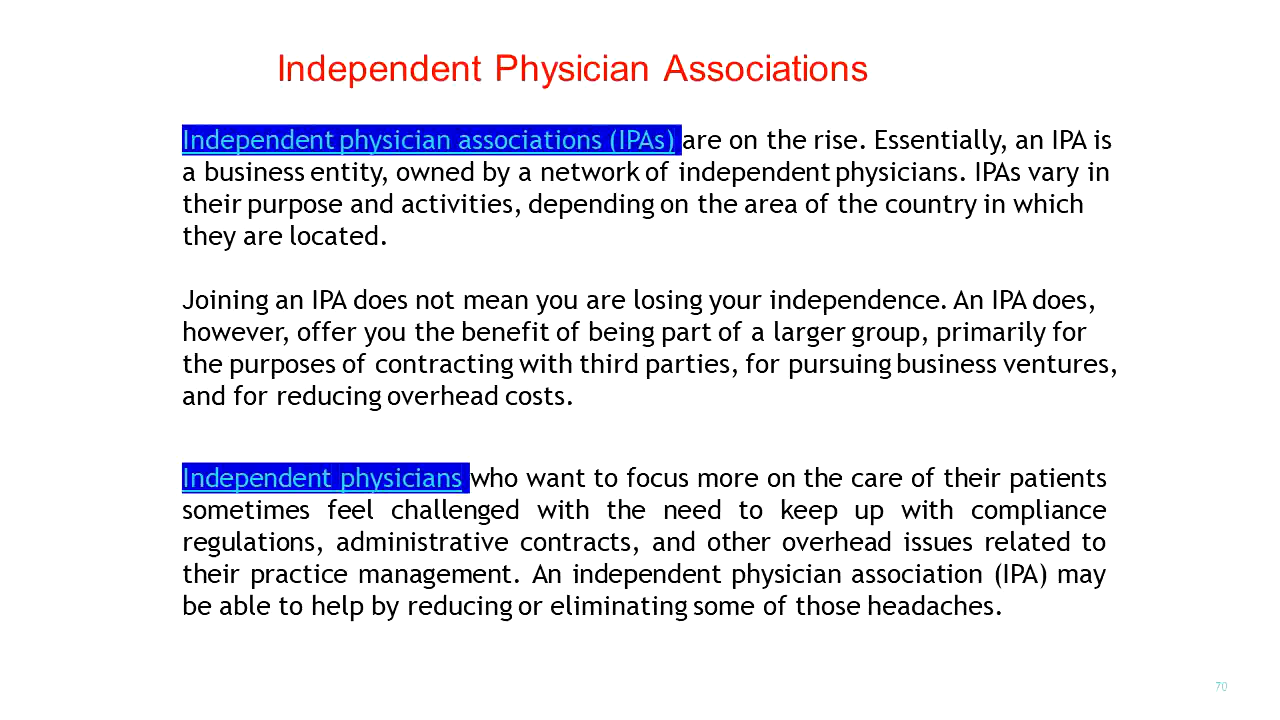 Independent Physician Associations
Independent physician associations (IPAs) are on the rise. Essentially, an IPA is
a business entity, owned by a network of independent physicians. IPAs vary in
their purpose and activities, depending on the area of the country in which
they are located.
Joining an IPA does not mean you are losing your independence. An IPA does,
however, offer you the benefit of being part of a larger group, primarily for
the purposes of contracting with third parties, for pursuing business ventures,
and for reducing overhead costs.
Independent physicians who want to focus more on the care of their patients
sometimes feel challenged with the need to keep up with compliance
regulations, administrative contracts, and other overhead issues related to
their practice management. An independent physician association (IPA) may
be able to help by reducing or eliminating some of those headaches.
70